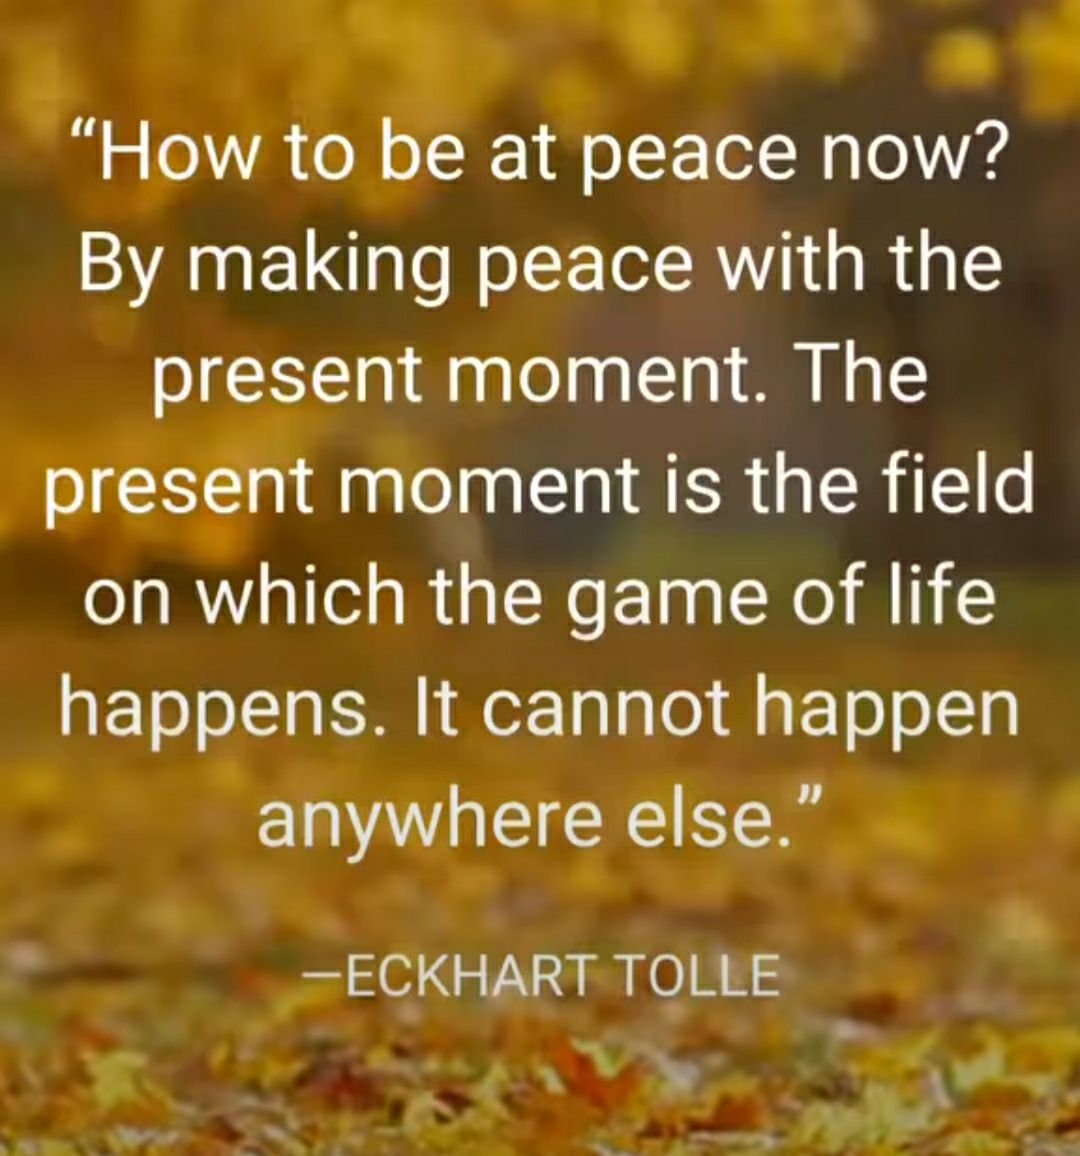 “How to be at peace now?
By making peace with the
present moment. The
present moment is the field
on which the game of life
happens. It cannot happen
anywhere else.”
—ECKHART TOLLE